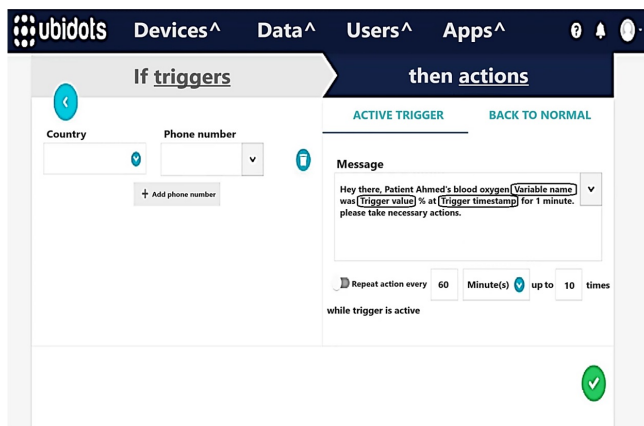 ubidots Devices^ Data^ Users^ Apps^ ?
If triggers then actions
ACTIVE TRIGGER BACK TO NORMAL
Country Phone number
+ Add phone number
Message
Hey there, Patient Ahmed's blood oxygen Variable name
was Trigger value % at Trigger timestamp for 1 minute.
please take necessary actions.
Repeat action every 60 Minute(s) up to 10 times
while trigger is active